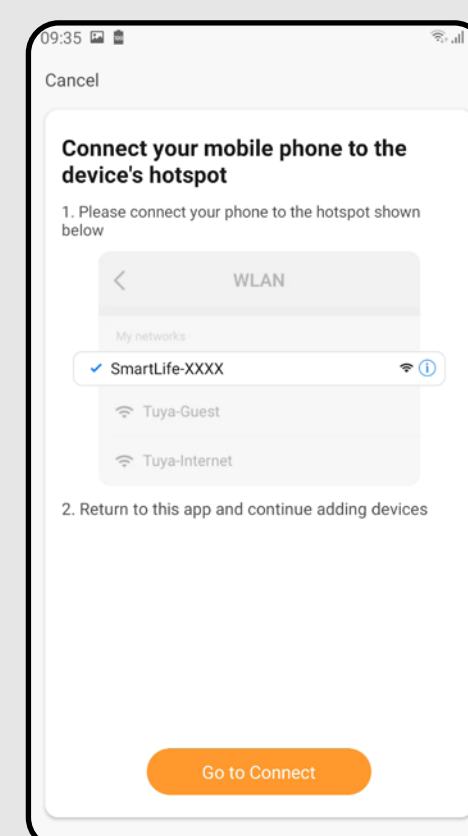 09:35
Cancel
Connect your mobile phone to the
device's hotspot
1. Please connect your phone to the hotspot shown
below
WLAN
My networks
SmartLife-XXXX
Tuya-Guest
Tuya-Internet
2. Return to this app and continue adding devices
Go to Connect